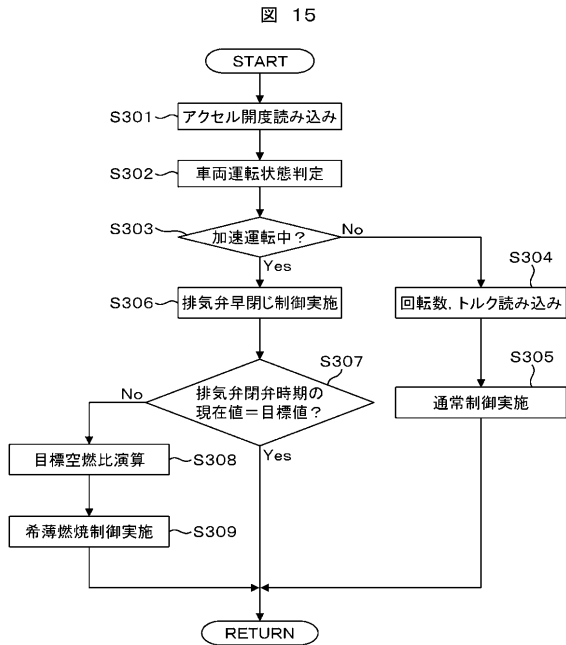 図 15
START
S301
アクセル開度読み込み
S302
車両運転状態判定
S303
加速運転中？
No
Yes
S304
回転数，トルク読み込み
S306
排気弁早閉じ制御実施
S305
通常制御実施
S307
排気弁閉弁時期の
現在値＝目標値？
No
Yes
目標空燃比演算
S308
希薄燃焼制御実施
S309
RETURN